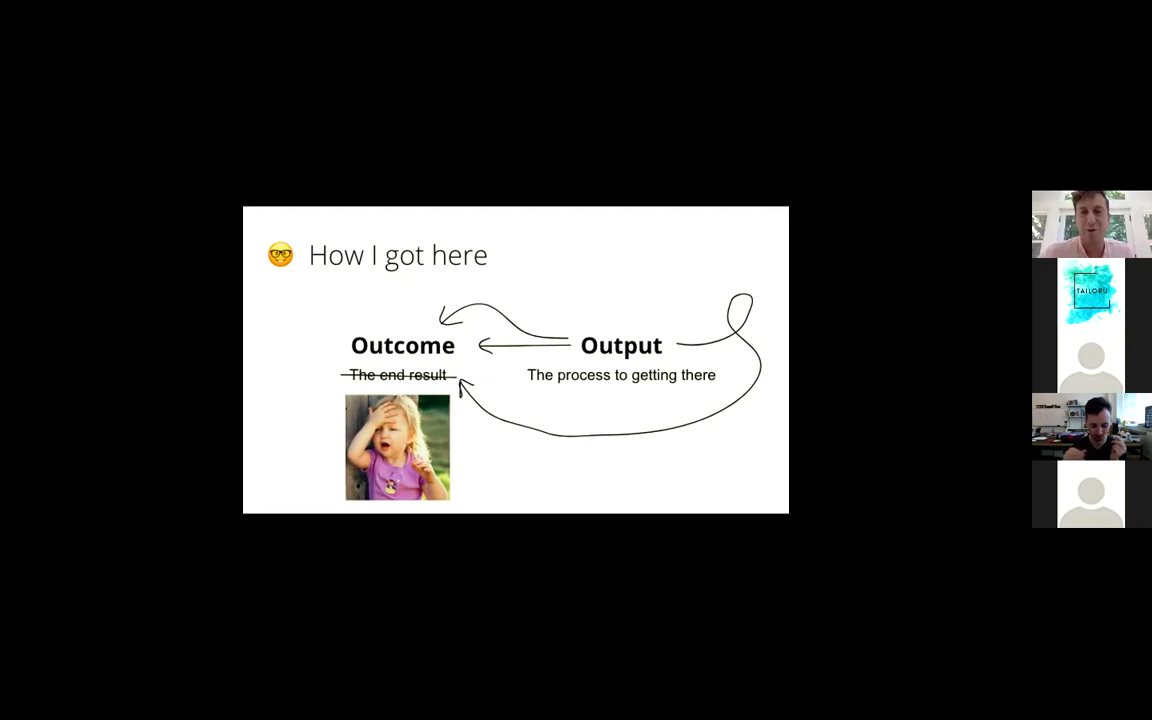 How I got here
Outcome
Output
The end result
The process to getting there
TAILORU